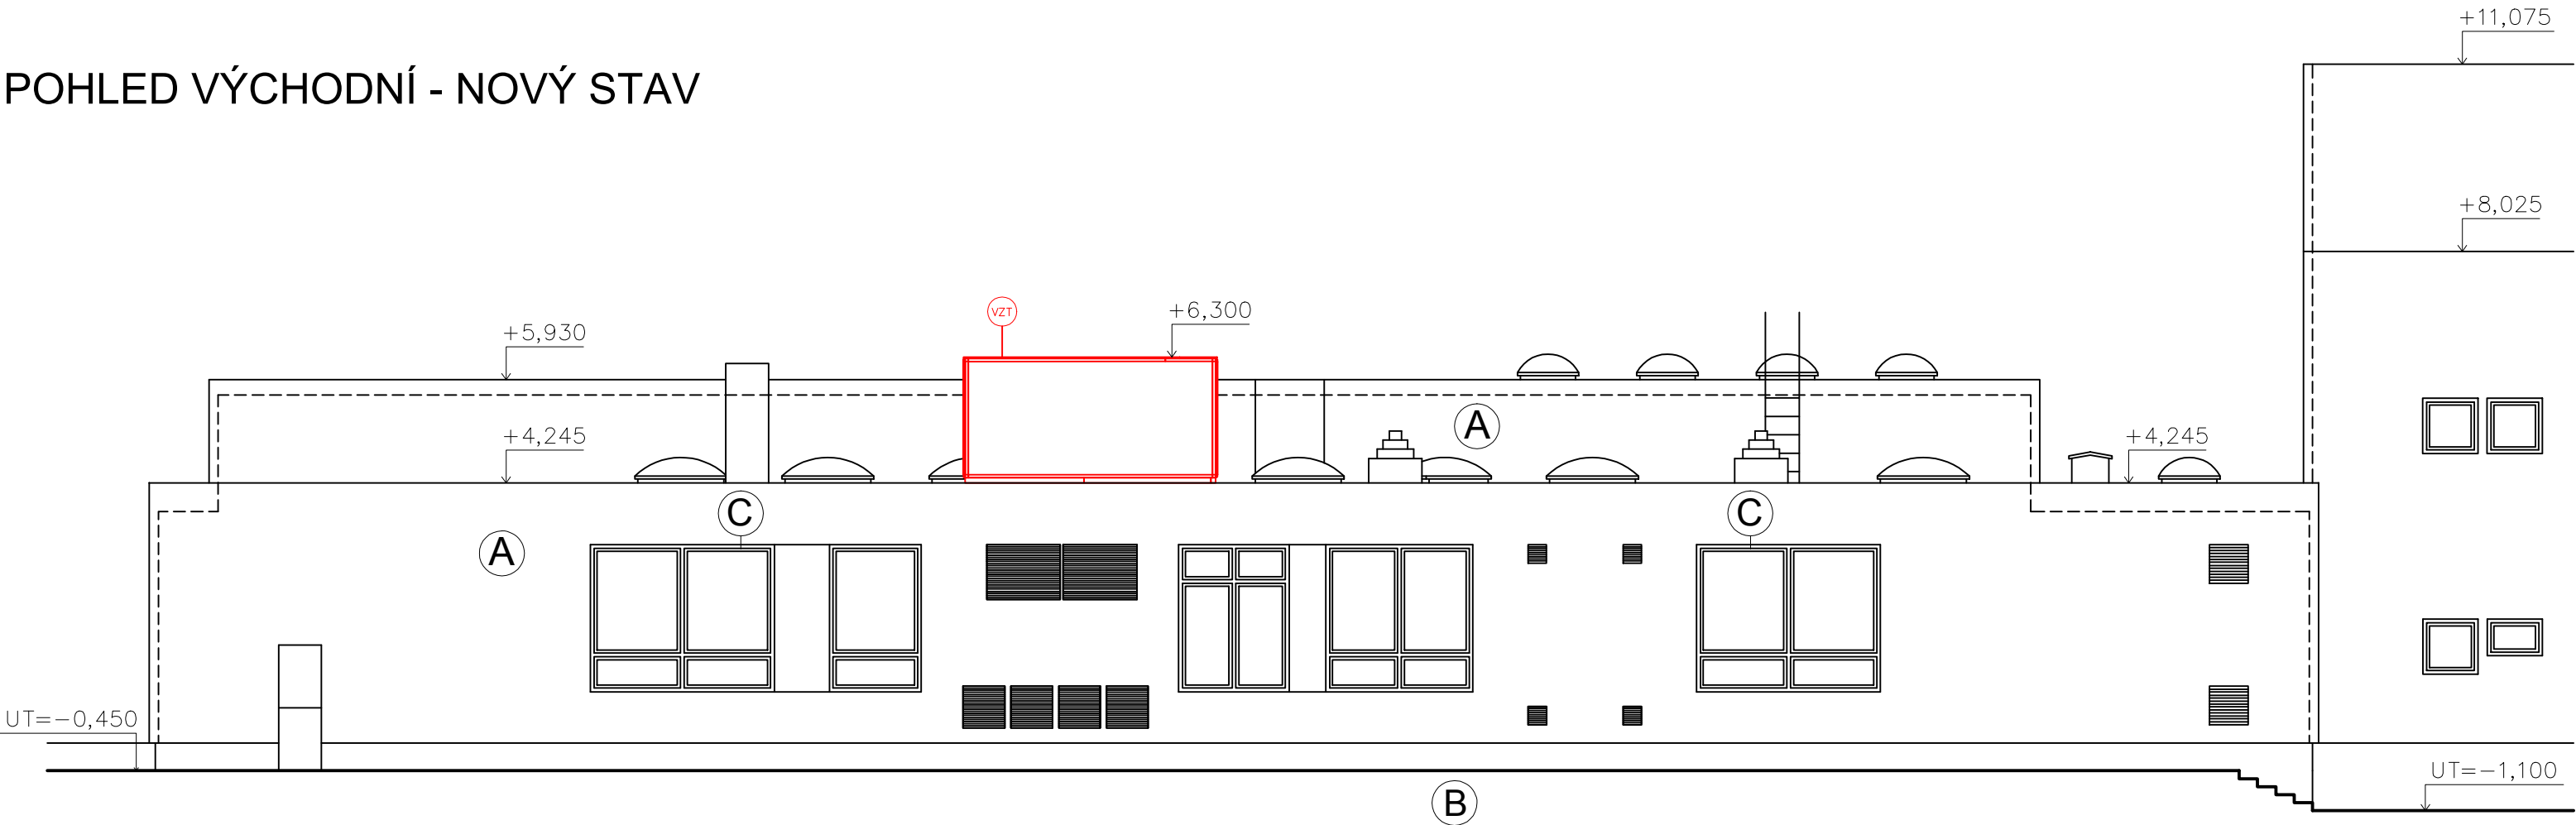 +11,075
POHLED VÝCHODNÍ - NOVÝ STAV
+8,025
VZT
+6,300
+5,930
A
+4,245
+4,245
C
C
A
UT=-0,450
UT=-1,100
B